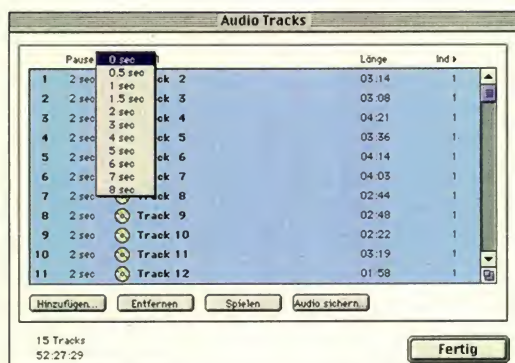 Audio Tracks
Pause Länge Ind
0 sec
0.5 sec
1 sec
1.5 sec
2 sec
3 sec
4 sec
5 sec
6 sec
7 sec
8 sec
1 2 sec ck 2 03:14 1
2 2 sec ck 3 03:08 1
3 2 sec ck 4 04:21 1
4 2 sec ck 5 03:36 1
5 2 sec ck 6 04:14 1
6 2 sec ck 7 04:03 1
7 2 sec ck 8 02:44 1
8 2 sec Track 9 02:48 1
9 2 sec Track 10 02:22 1
10 2 sec Track 11 03:19 1
11 2 sec Track 12 01:58 1
Hinzufügen... Entfernen Spielen Audio sichern...
15 Tracks
52:27:29
Fertig